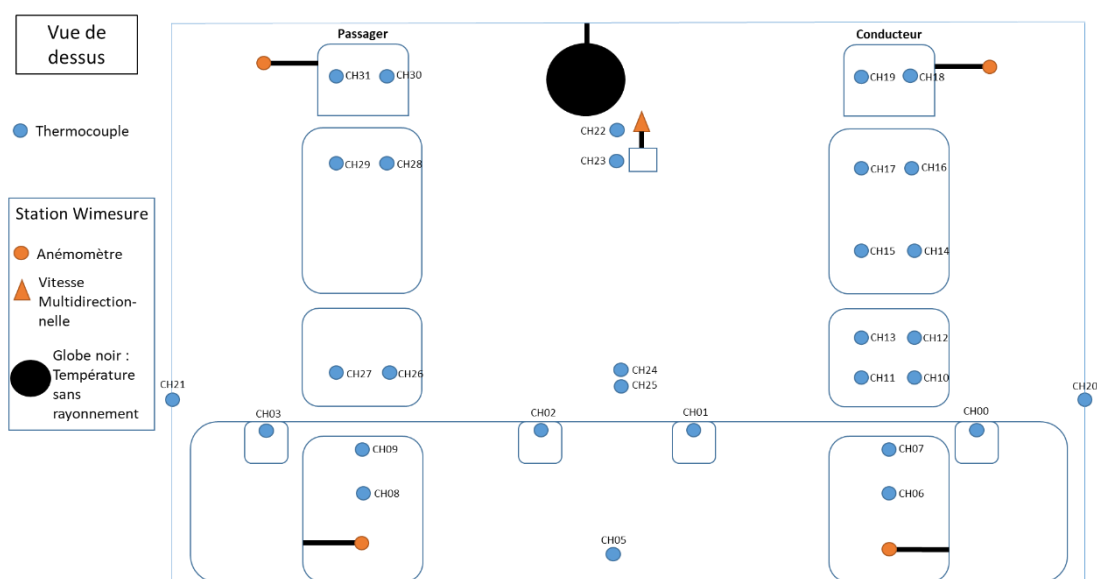 Vue de
dessus
Thermocouple
Station Wimesure
Anémomètre
Vitesse
Multidirection-
nelle
Globe noir :
Température
sans
rayonnement
Passager
Conducteur
CH31
CH30
CH19
CH18
CH22
CH23
CH29
CH28
CH17
CH16
CH15
CH14
CH13
CH12
CH24
CH25
CH27
CH26
CH11
CH10
CH21
CH20
CH03
CH02
CH01
CH00
CH09
CH07
CH08
CH06
CH05